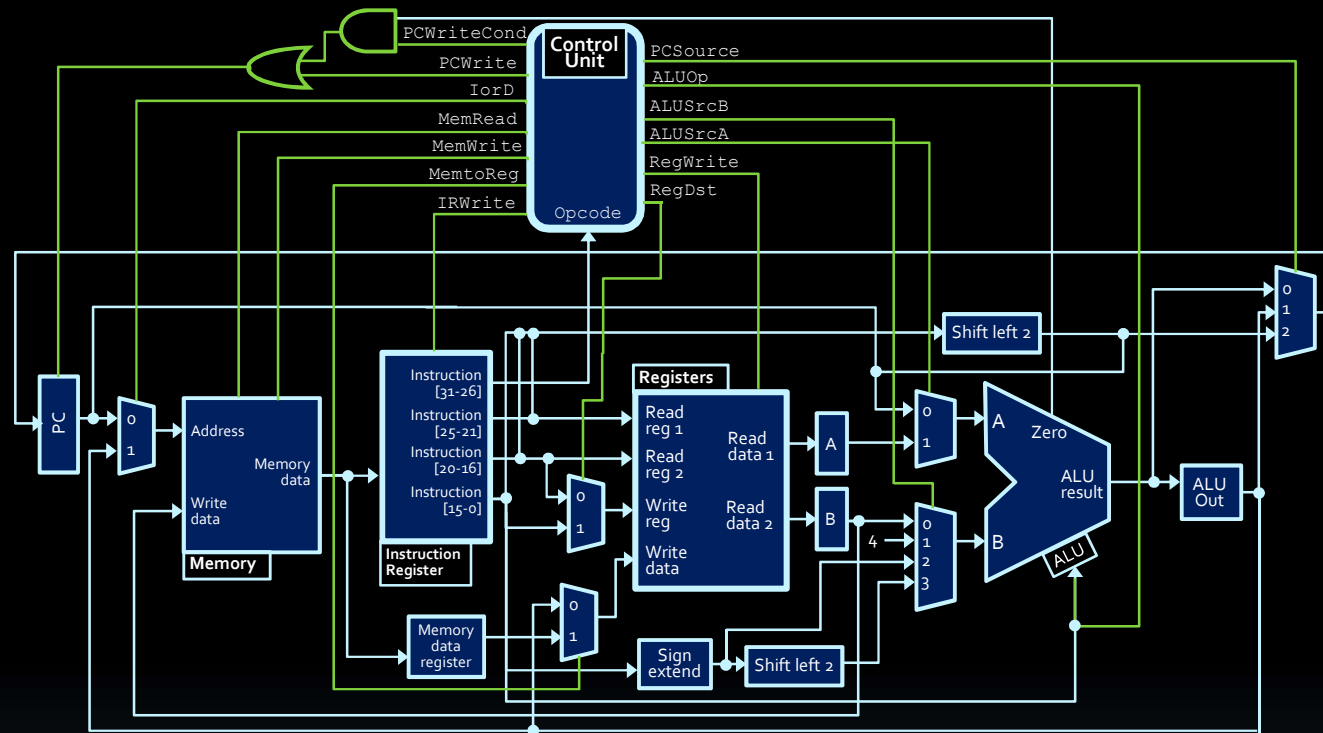 PCWriteCond
PCWrite
IorD
MemRead
MemWrite
MemtoReg
IRWrite
Control
Unit
Opcode
PCSource
ALUOp
ALUSrcB
ALUSrcA
RegWrite
RegDst
PC
0
1
Address
Memory
data
Write
data
Memory
Instruction
[31-26]
Instruction
[25-21]
Instruction
[20-16]
Instruction
[15-0]
Instruction
Register
Memory
data
register
0
1
0
1
Registers
Read
reg 1
Read
reg 2
Write
reg
Write
data
Read
data 1
Read
data 2
Sign
extend
Shift left 2
A
B
4
0
1
0
1
2
3
Shift left 2
A
B
Zero
ALU
result
ALU
ALU
Out
0
1
2